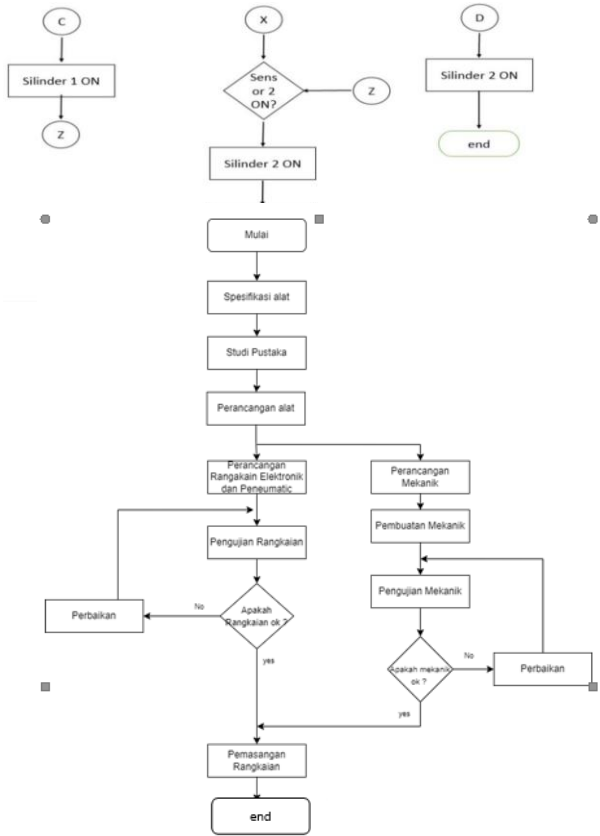 C
X
D
Silinder 1 ON
Sens
or 2
ON?
Z
Silinder 2 ON
Z
Silinder 2 ON
end
Mulai
Spesifikasi alat
Studi Pustaka
Perancangan alat
Perancangan
Rangakain Elektronik
dan Peneumatic
Perancangan
Mekanik
Pembuatan Mekanik
Pengujian Rangkaian
Pengujian Mekanik
Perbaikan
No
Apakah
Rangkaian ok ?
yes
Apakah mekanik
ok ?
No
Perbaikan
yes
Pemasangan
Rangkaian
end